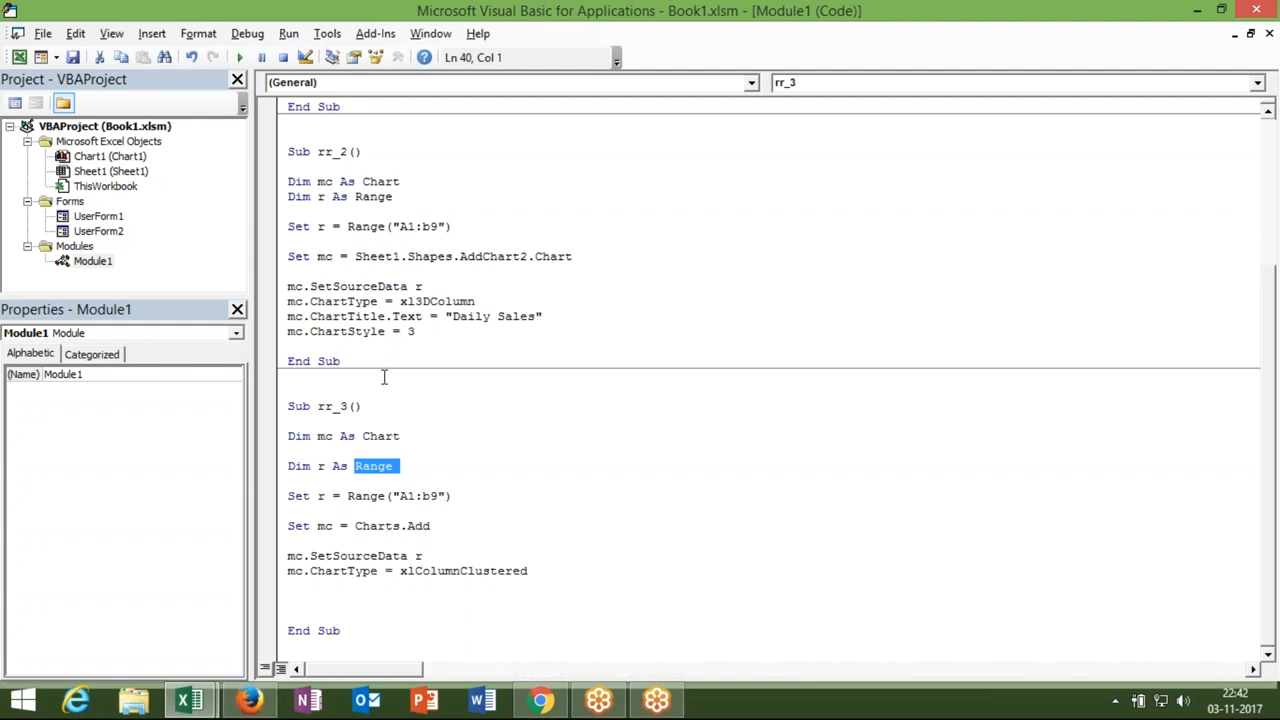 Microsoft Visual Basic for Applications - Book1.xlsm - [Module1 (Code)]
File Edit View Insert Format Debug Run Tools Add-Ins Window Help
Ln 40, Col 1
Project - VBAProject
(General)
rr_3
VBAProject (Book1.xlsm)
Microsoft Excel Objects
Chart1 (Chart1)
Sheet1 (Sheet1)
ThisWorkbook
Forms
UserForm1
UserForm2
Modules
Module1
Properties - Module1
Module1 Module
Alphabetic Categorized
(Name) Module1
End Sub
Sub rr_2()
Dim mc As Chart
Dim r As Range
Set r = Range("A1:b9")
Set mc = Sheet1.Shapes.AddChart2.Chart
mc.SetSourceData r
mc.ChartType = xl3DColumn
mc.ChartTitle.Text = "Daily Sales"
mc.ChartStyle = 3
End Sub
Sub rr_3()
Dim mc As Chart
Dim r As Range
Set r = Range("A1:b9")
Set mc = Charts.Add
mc.SetSourceData r
mc.ChartType = xlColumnClustered
End Sub
22:42
03-11-2017